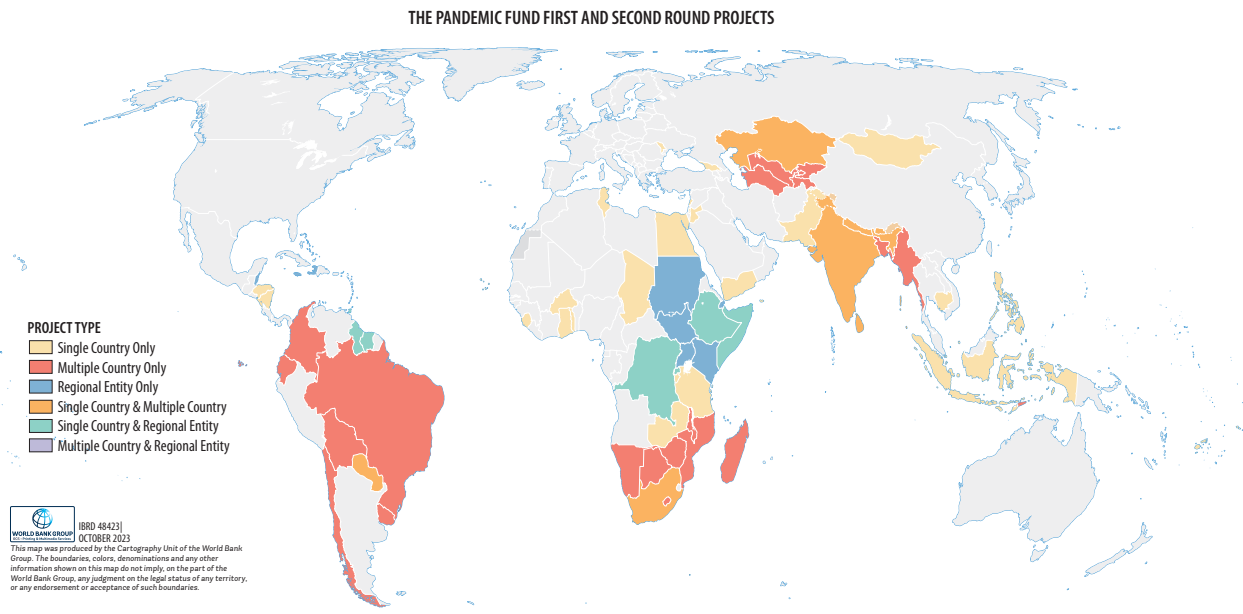 THE PANDEMIC FUND FIRST AND SECOND ROUND PROJECTS
PROJECT TYPE
Single Country Only
Multiple Country Only
Regional Entity Only
Single Country & Multiple Country
Single Country & Regional Entity
Multiple Country & Regional Entity
WORLD BANK GROUP
GCS – Printing & Multimedia Services
IBRD 48423|
OCTOBER 2023
This map was produced by the Cartography Unit of the World Bank
Group. The boundaries, colors, denominations and any other
information shown on this map do not imply, on the part of the
World Bank Group, any judgment on the legal status of any territory,
or any endorsement or acceptance of such boundaries.